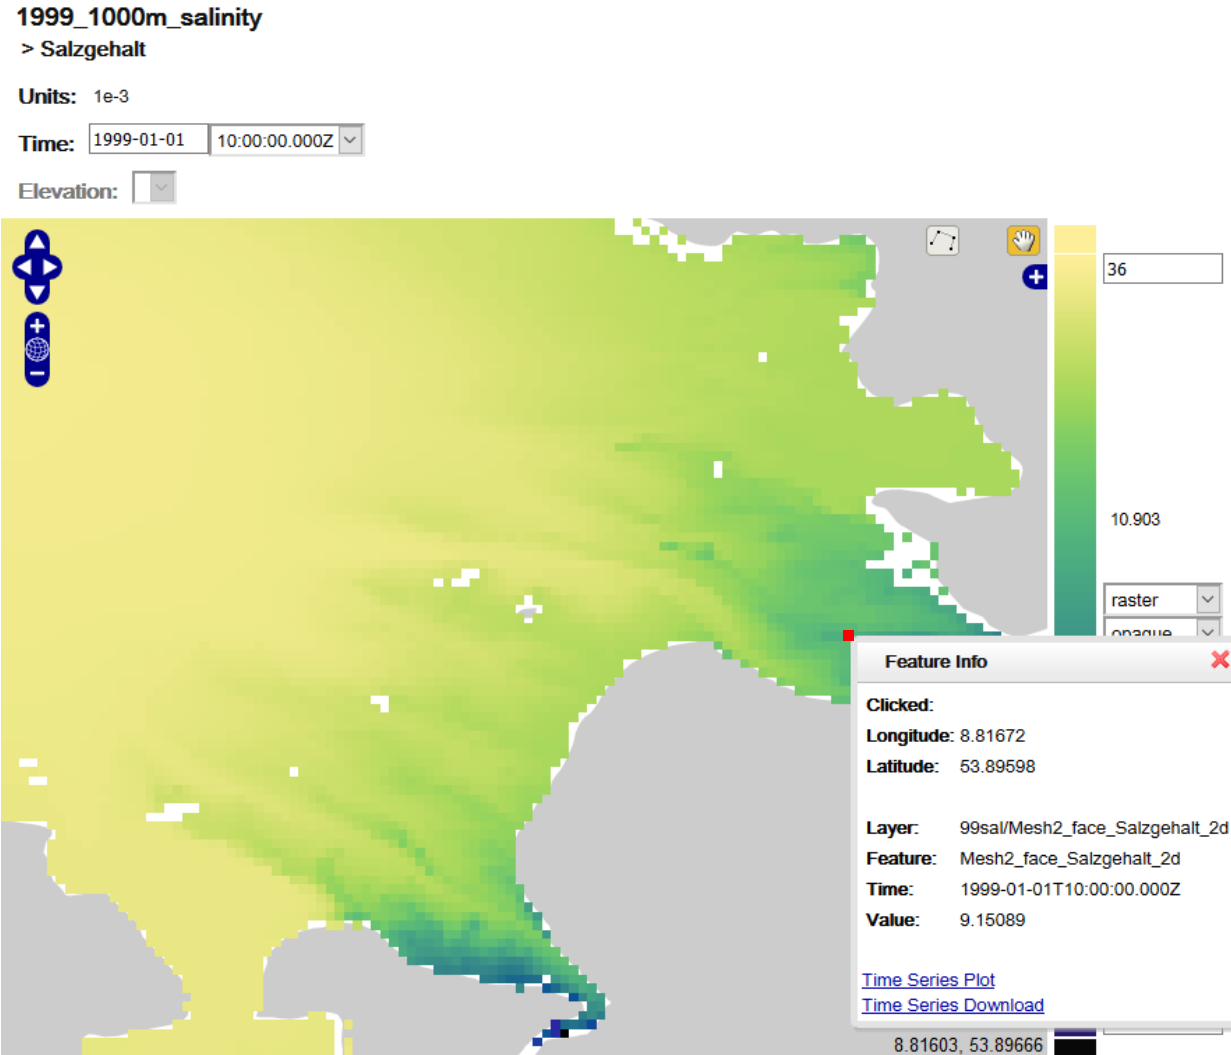 1999_1000m_salinity
> Salzgehalt
Units: 1e-3
Time: 1999-01-01 10:00:00.000Z
Elevation:
36
10.903
raster
opaque
Feature Info
Clicked:
Longitude: 8.81672
Latitude: 53.89598
Layer: 99sal/Mesh2_face_Salzgehalt_2d
Feature: Mesh2_face_Salzgehalt_2d
Time: 1999-01-01T10:00:00.000Z
Value: 9.15089
Time Series Plot
Time Series Download
8.81603, 53.89666